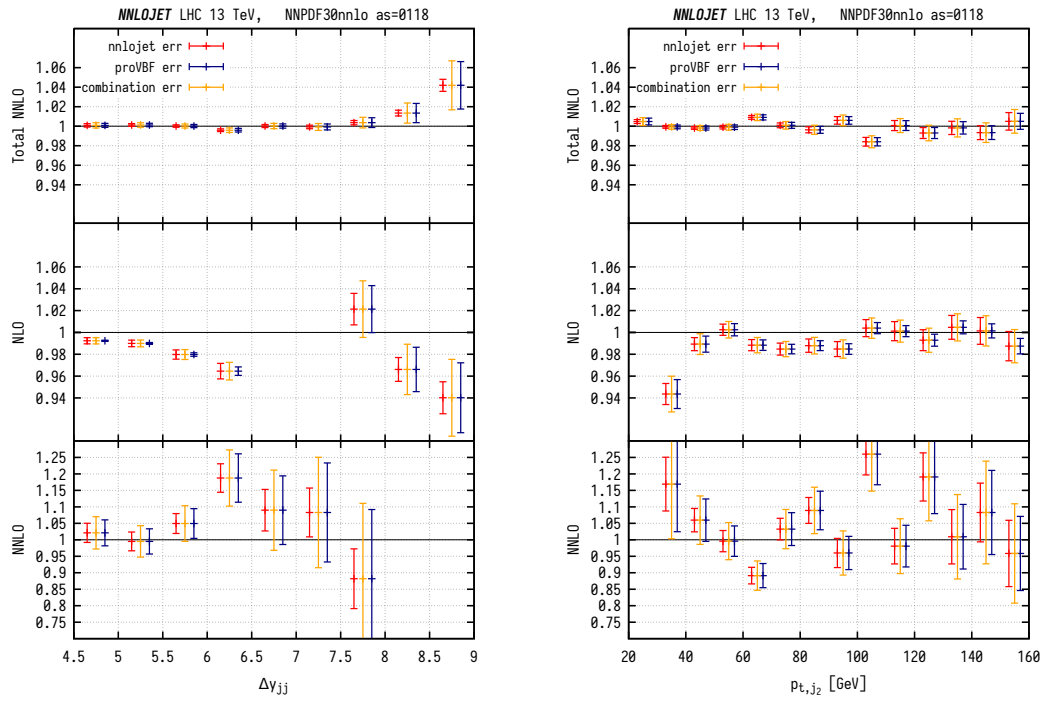 NNLOJET LHC 13 TeV, NNPDF30nnlo as=0118
nnlojet err
proVBF err
combination err
Total NNLO
1.06
1.04
1.02
1
0.98
0.96
0.94
NLO
1.06
1.04
1.02
1
0.98
0.96
0.94
NNLO
1.25
1.2
1.15
1.1
1.05
1
0.95
0.9
0.85
0.8
0.75
4.5 5 5.5 6 6.5 7 7.5 8 8.5 9
Δyjj
NNLOJET LHC 13 TeV, NNPDF30nnlo as=0118
nnlojet err
proVBF err
combination err
Total NNLO
1.06
1.04
1.02
1
0.98
0.96
0.94
NLO
1.06
1.04
1.02
1
0.98
0.96
0.94
NNLO
1.25
1.2
1.15
1.1
1.05
1
0.95
0.9
0.85
0.8
0.75
20 40 60 80 100 120 140 160
pt,j2 [GeV]